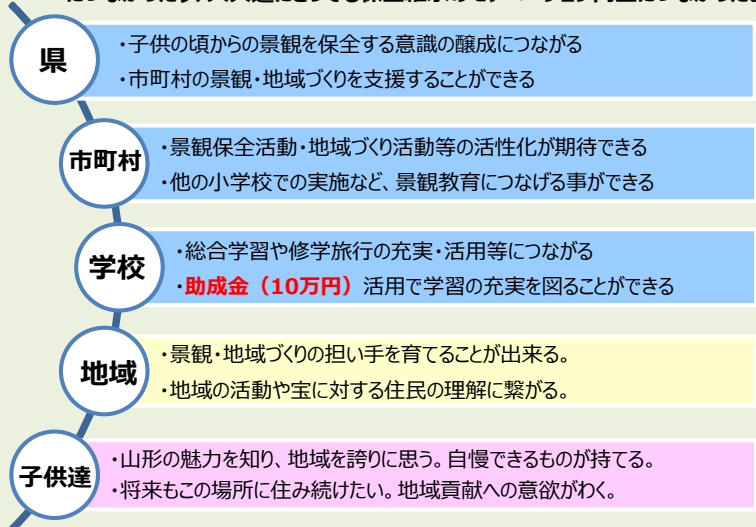 県
・子供の頃からの景観を保全する意識の醸成につながる
・市町村の景観・地域づくりを支援することができる
市町村
・景観保全活動・地域づくり活動等の活性化が期待できる
・他の小学校での実施など、景観教育につなげる事ができる
学校
・総合学習や修学旅行の充実・活用等につながる
・助成金（10万円）活用で学習の充実を図ることができる
地域
・景観・地域づくりの担い手を育てることが出来る。
・地域の活動や宝に対する住民の理解に繋がる。
子供達
・山形の魅力を知り、地域を誇りに思う。自慢できるものが持てる。
・将来もこの場所に住み続けたい。地域貢献への意欲がわく。